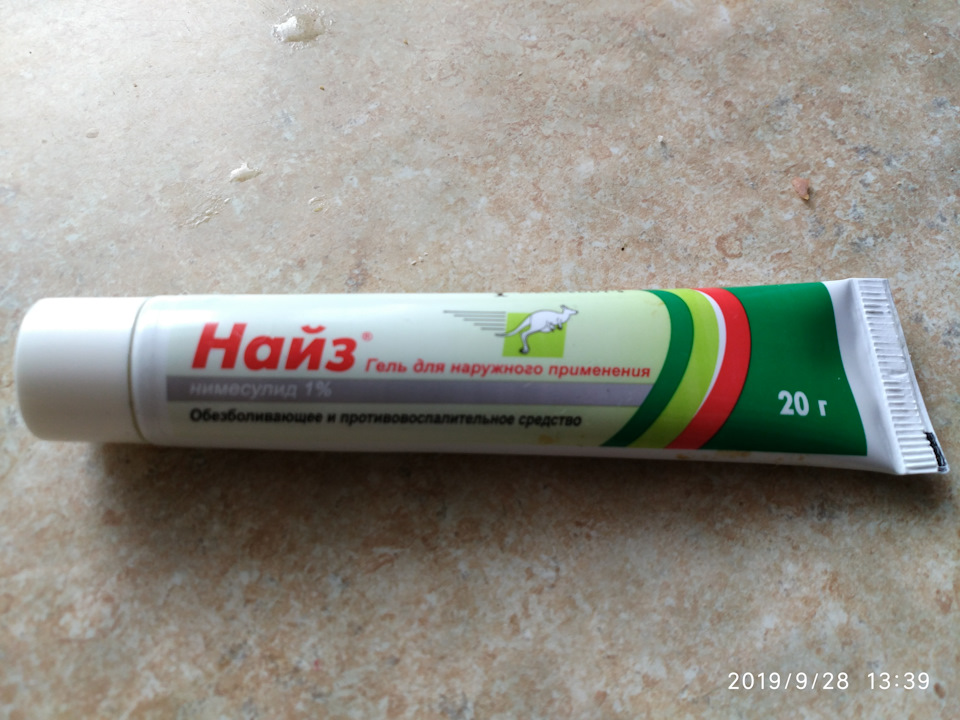 Найз®
Гель для наружного применения
нимесулид 1%
Обезболивающее и противовоспалительное средство
20 г
2019/9/28 13:39